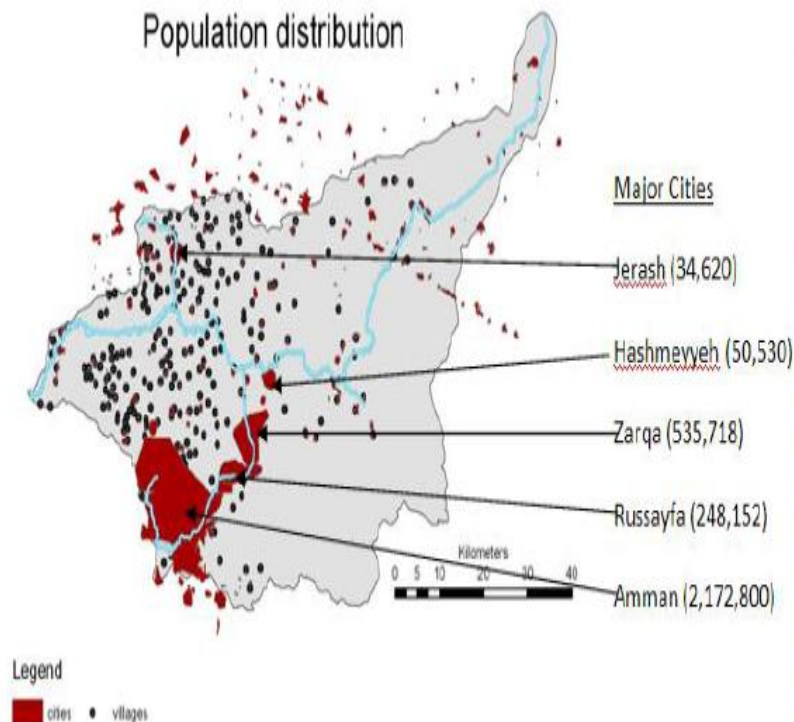 Population distribution
Major Cities
Jerash (34,620)
Hashmeyyeh (50,530)
Zarqa (535,718)
Russayfa (248,152)
Kilometers
0 5 10 20 30 40
Amman (2,172,800)
Legend
cities villages